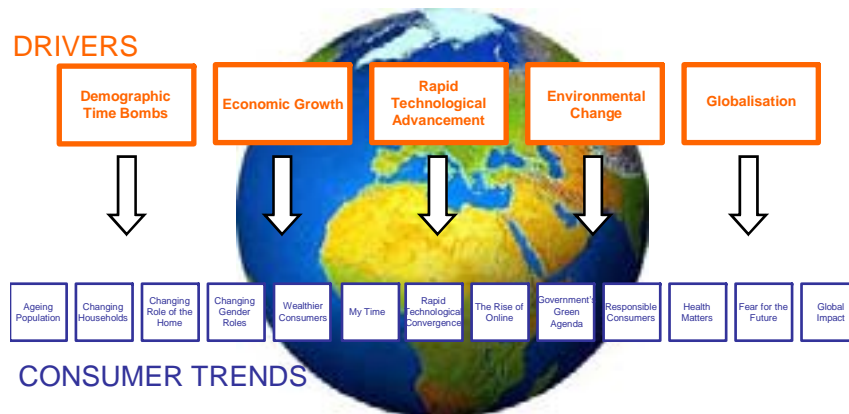 DRIVERS
Demographic
Time Bombs
Economic Growth
Rapid
Technological
Advancement
Environmental
Change
Globalisation
Ageing
Population
Changing
Households
Changing
Role of the
Home
Changing
Gender
Roles
Wealthier
Consumers
My Time
Rapid
Technological
Convergence
The Rise of
Online
Government's
Green
Agenda
Responsible
Consumers
Health
Matters
Fear for the
Future
Global
Impact
CONSUMER TRENDS